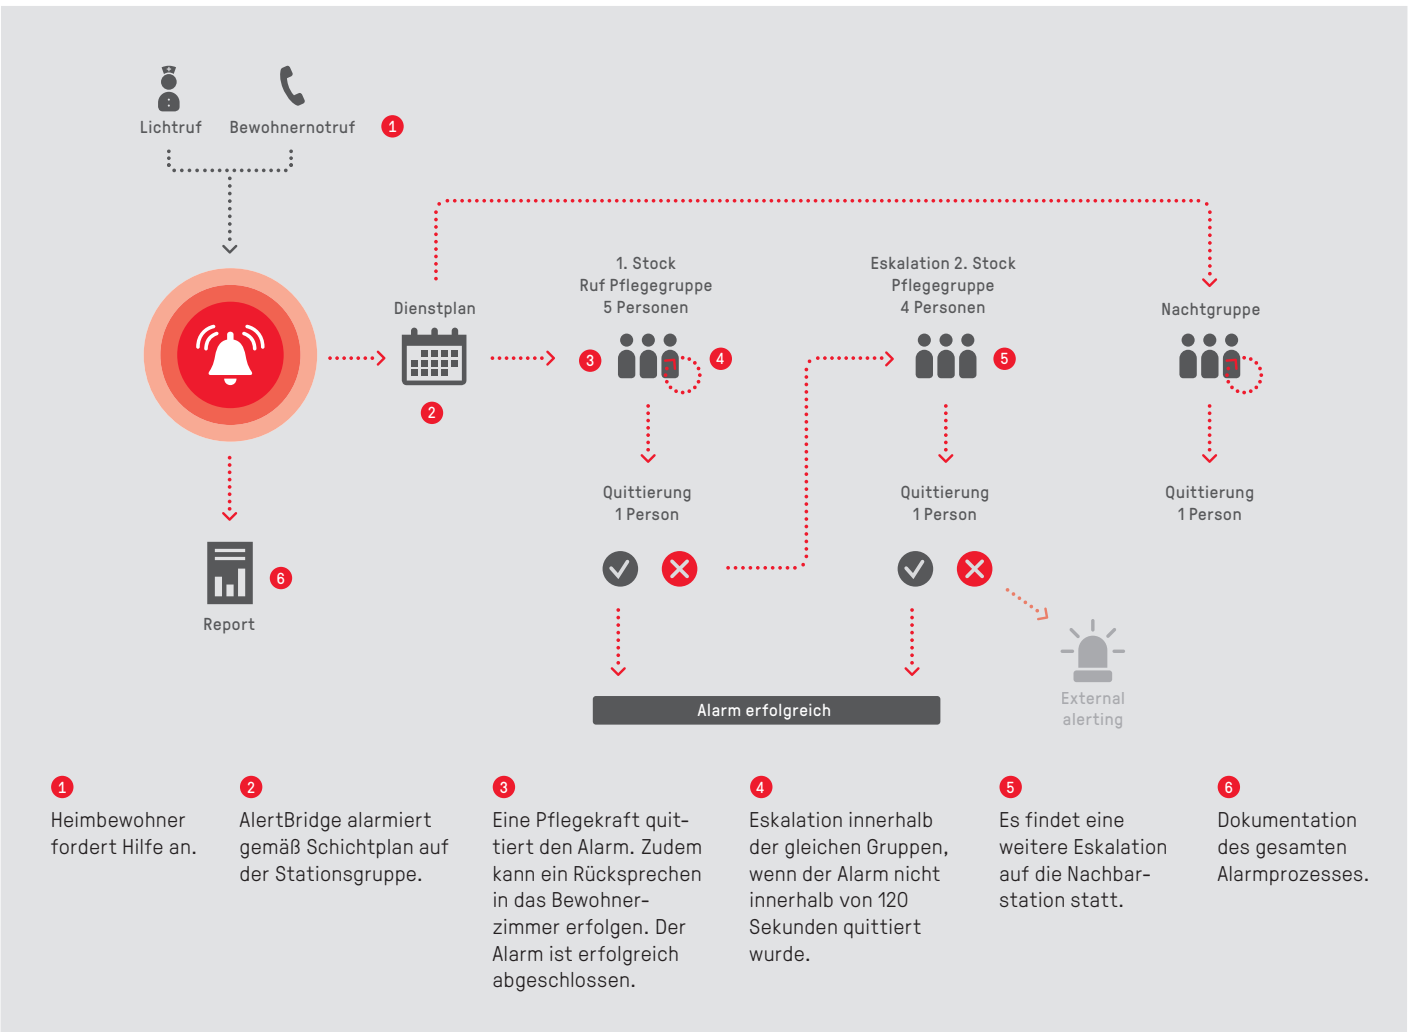 Lichtruf
Bewohnernotruf
1
1. Stock
Ruf Pflegegruppe
5 Personen
Eskalation 2. Stock
Pflegegruppe
4 Personen
Dienstplan
Nachtgruppe
3
4
5
2
Quittierung
1 Person
Quittierung
1 Person
Quittierung
1 Person
6
Report
Alarm erfolgreich
External
alerting
1
Heimbewohner
fordert Hilfe an.
2
AlertBridge alarmiert
gemäß Schichtplan auf
der Stationsgruppe.
3
Eine Pflegekraft quit-
tiert den Alarm. Zudem
kann ein Rücksprechen
in das Bewohner-
zimmer erfolgen. Der
Alarm ist erfolgreich
abgeschlossen.
4
Eskalation innerhalb
der gleichen Gruppen,
wenn der Alarm nicht
innerhalb von 120
Sekunden quittiert
wurde.
5
Es findet eine
weitere Eskalation
auf die Nachbar-
station statt.
6
Dokumentation
des gesamten
Alarmprozesses.